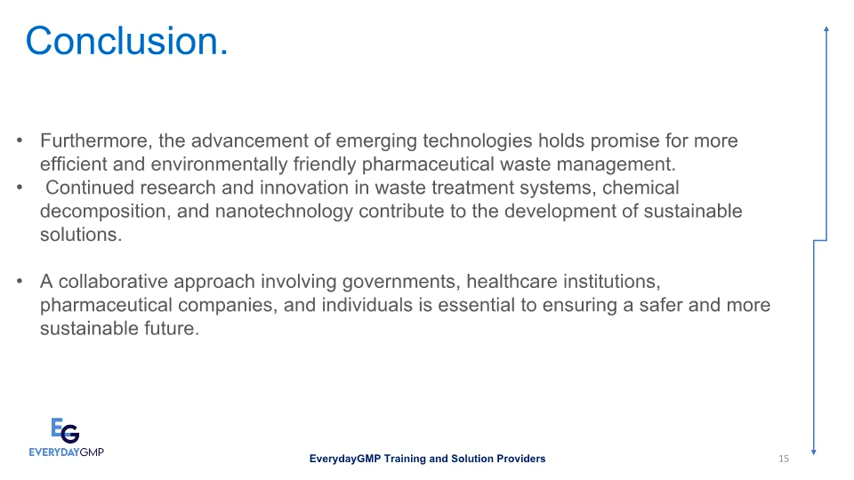 Conclusion.
• Furthermore, the advancement of emerging technologies holds promise for more
efficient and environmentally friendly pharmaceutical waste management.
• Continued research and innovation in waste treatment systems, chemical
decomposition, and nanotechnology contribute to the development of sustainable
solutions.
• A collaborative approach involving governments, healthcare institutions,
pharmaceutical companies, and individuals is essential to ensuring a safer and more
sustainable future.
EG
EVERYDAYGMP
EverydayGMP Training and Solution Providers
15